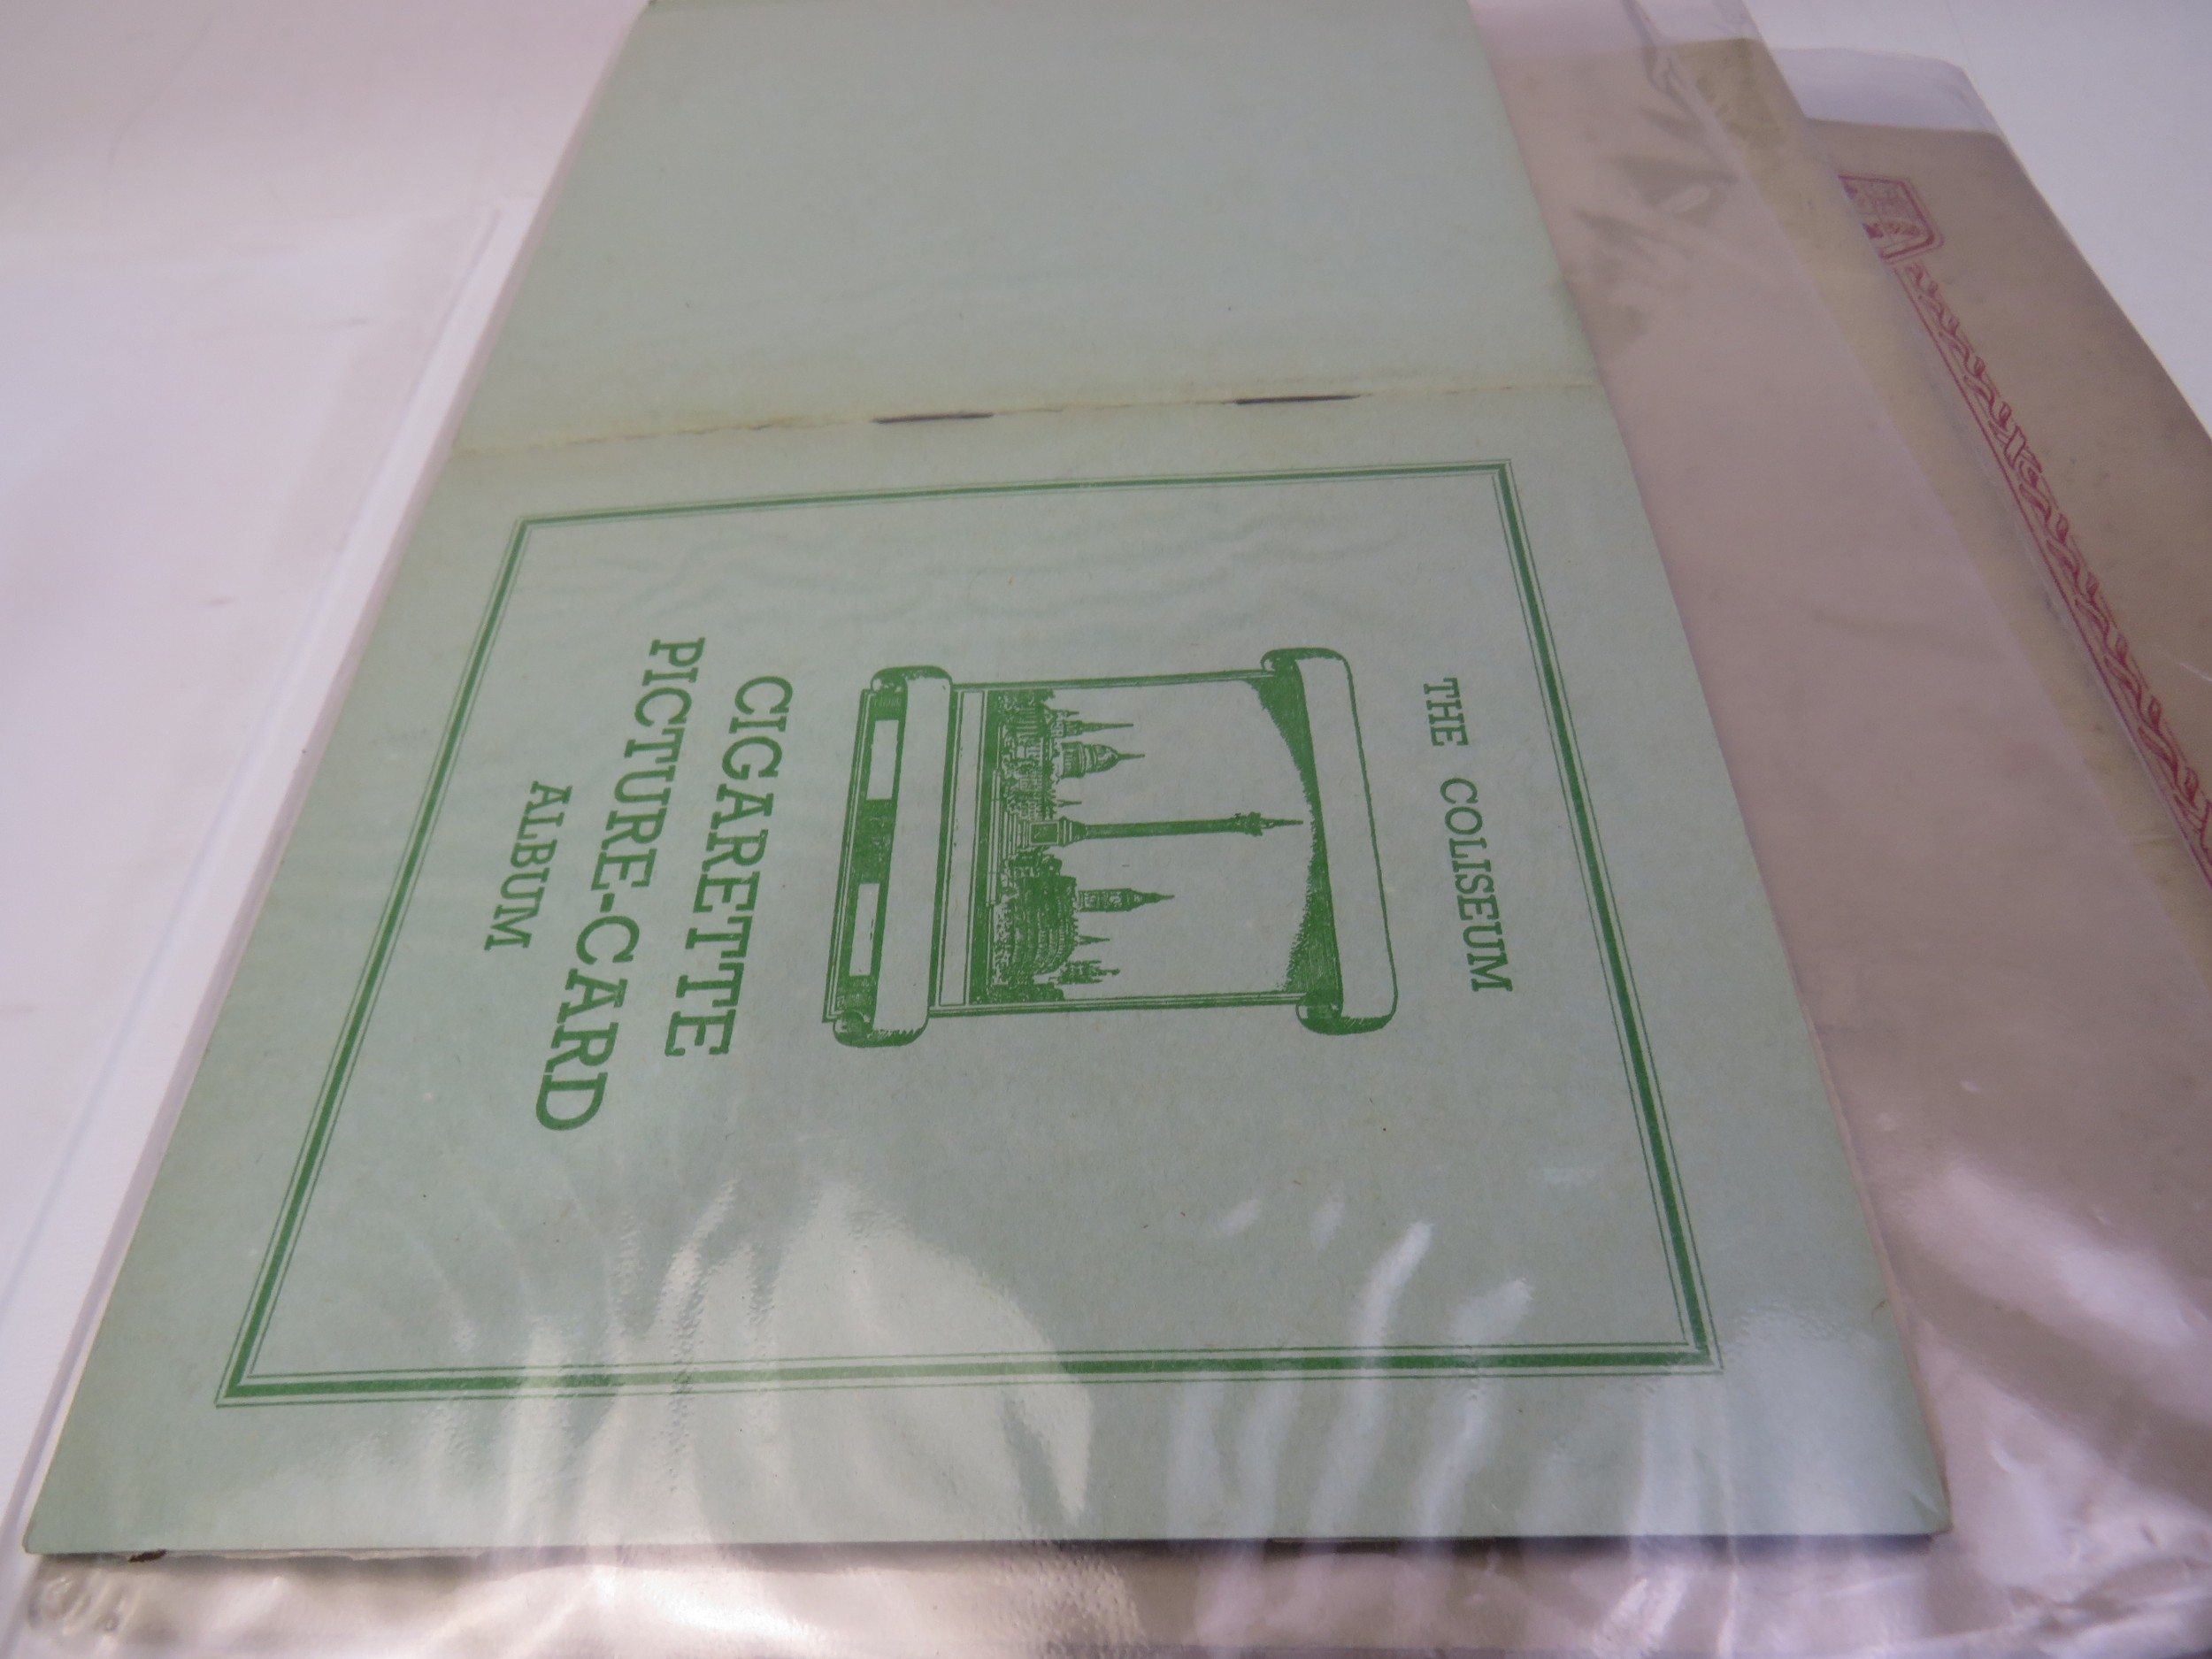 THE COLISEUM
CIGARETTE
PICTURE-CARD
ALBUM